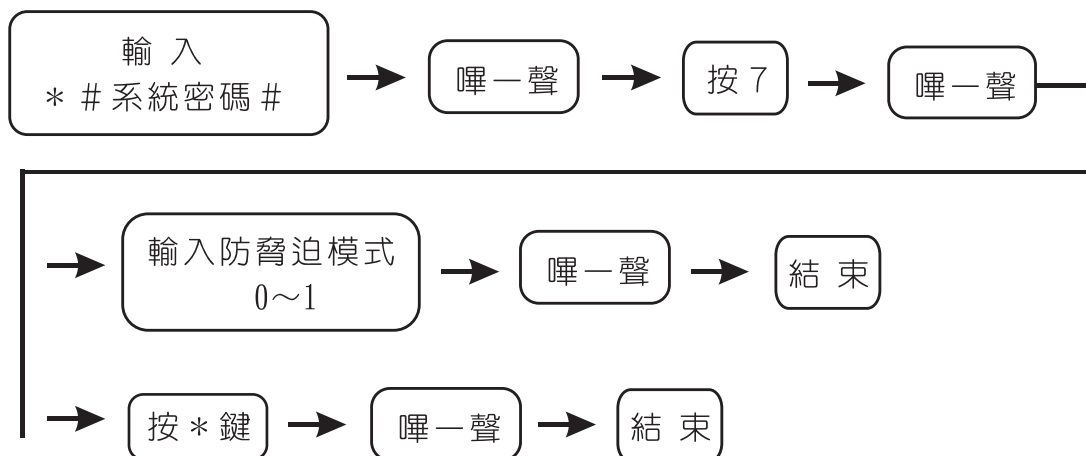 輸入
*#系統密碼#
嗶一聲
按7
嗶一聲
輸入防脅迫模式
0~1
嗶一聲
結束
按*鍵
嗶一聲
結束